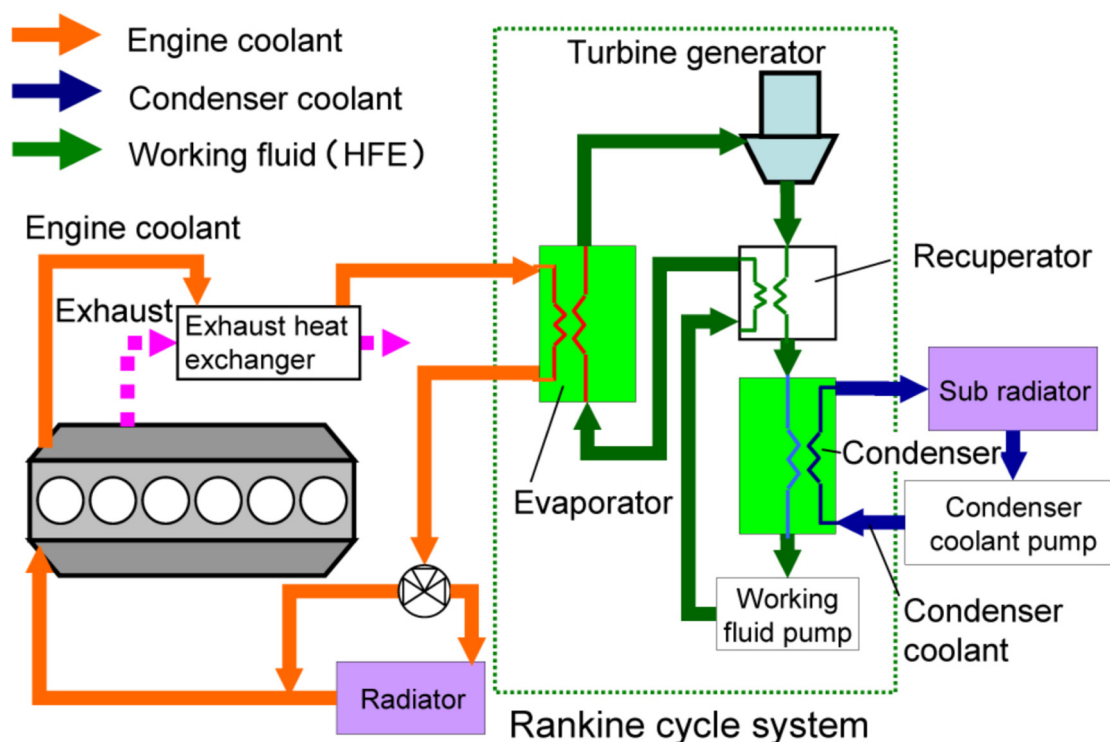 Engine coolant
Condenser coolant
Working fluid (HFE)
Turbine generator
Engine coolant
Recuperator
Exhaust
Exhaust heat
exchanger
Sub radiator
Condenser
Evaporator
Condenser
coolant pump
Working
fluid pump
Condenser
coolant
Radiator
Rankine cycle system